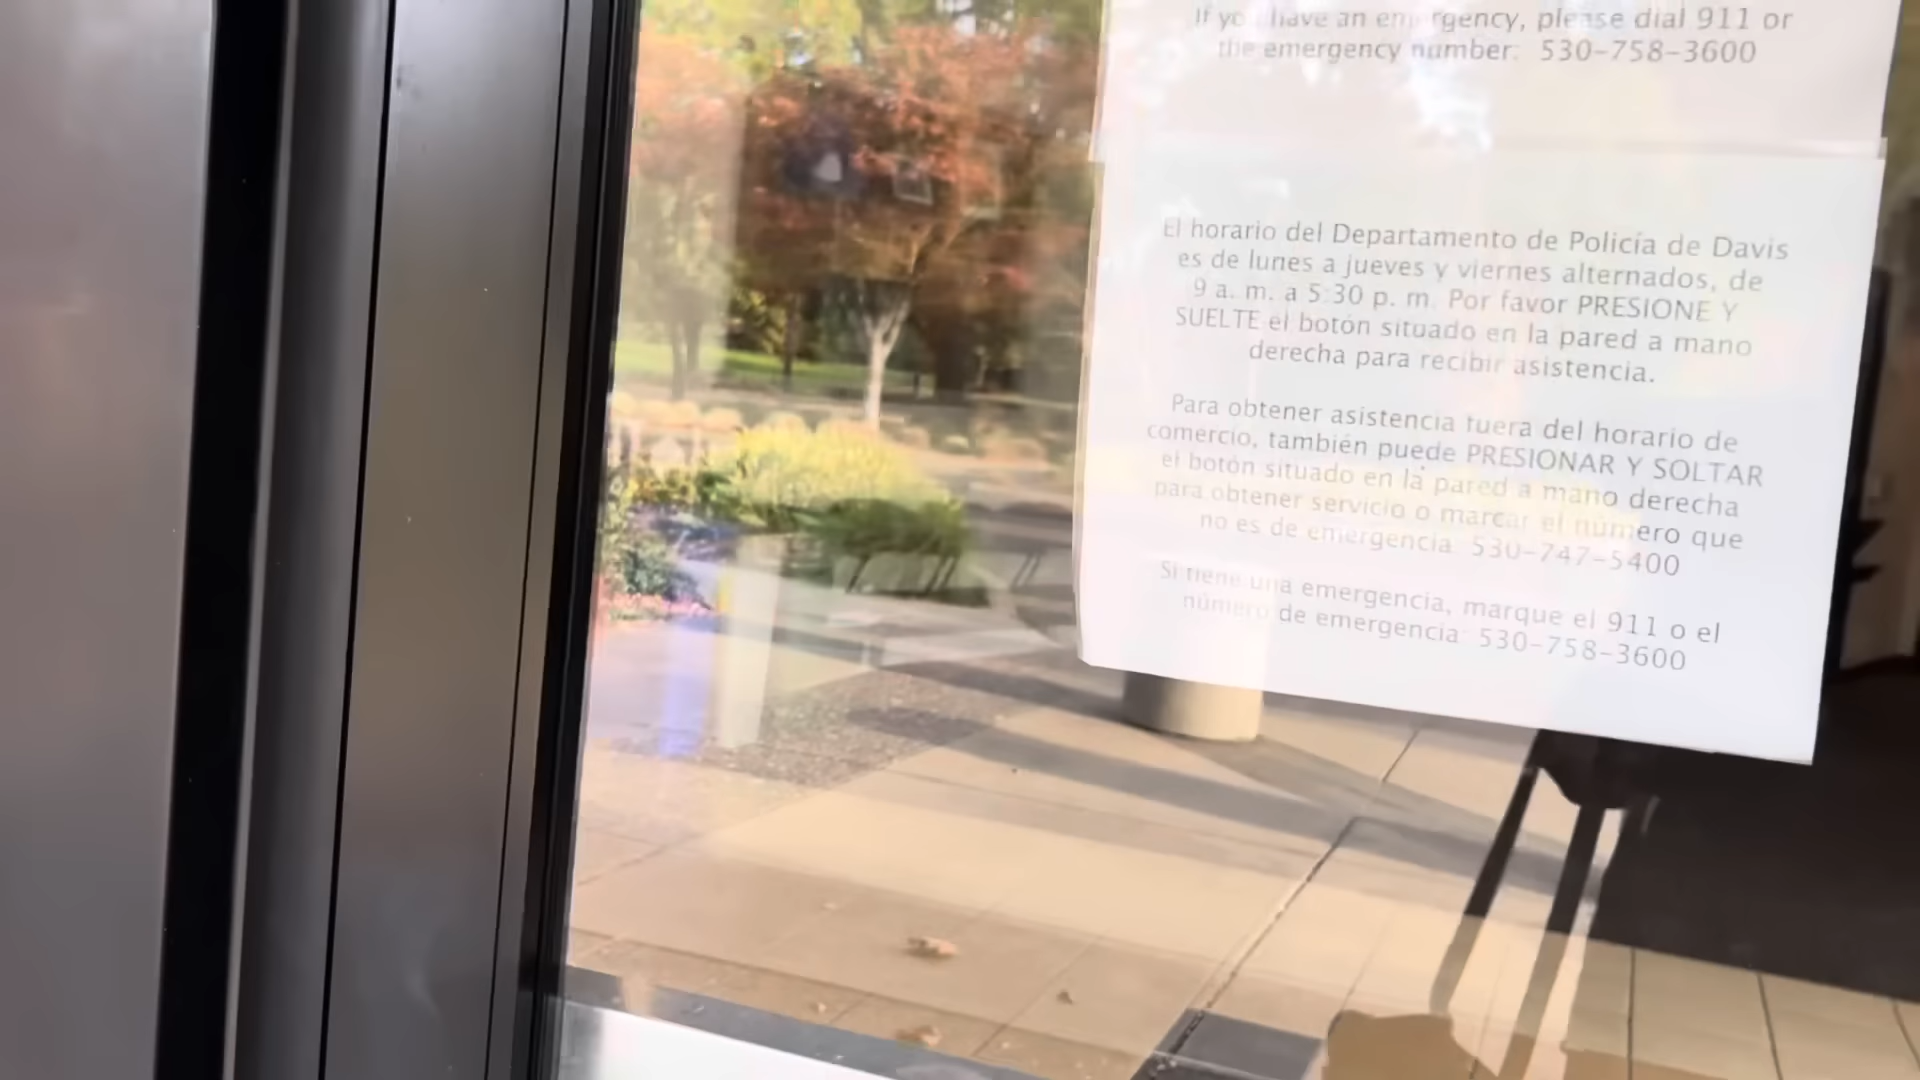 If you have an emergency, please dial 911 or
the emergency number: 530-758-3600
El horario del Departamento de Policía de Davis
es de lunes a jueves y viernes alternados, de
9 a. m. a 5:30 p. m. Por favor PRESIONE Y
SUELTE el botón situado en la pared a mano
derecha para recibir asistencia.
Para obtener asistencia fuera del horario de
comercio, también puede PRESIONAR Y SOLTAR
el botón situado en la pared a mano derecha
para obtener servicio o marcar el número que
no es de emergencia: 530-747-5400
Si tiene una emergencia, marque el 911 o el
número de emergencia: 530-758-3600